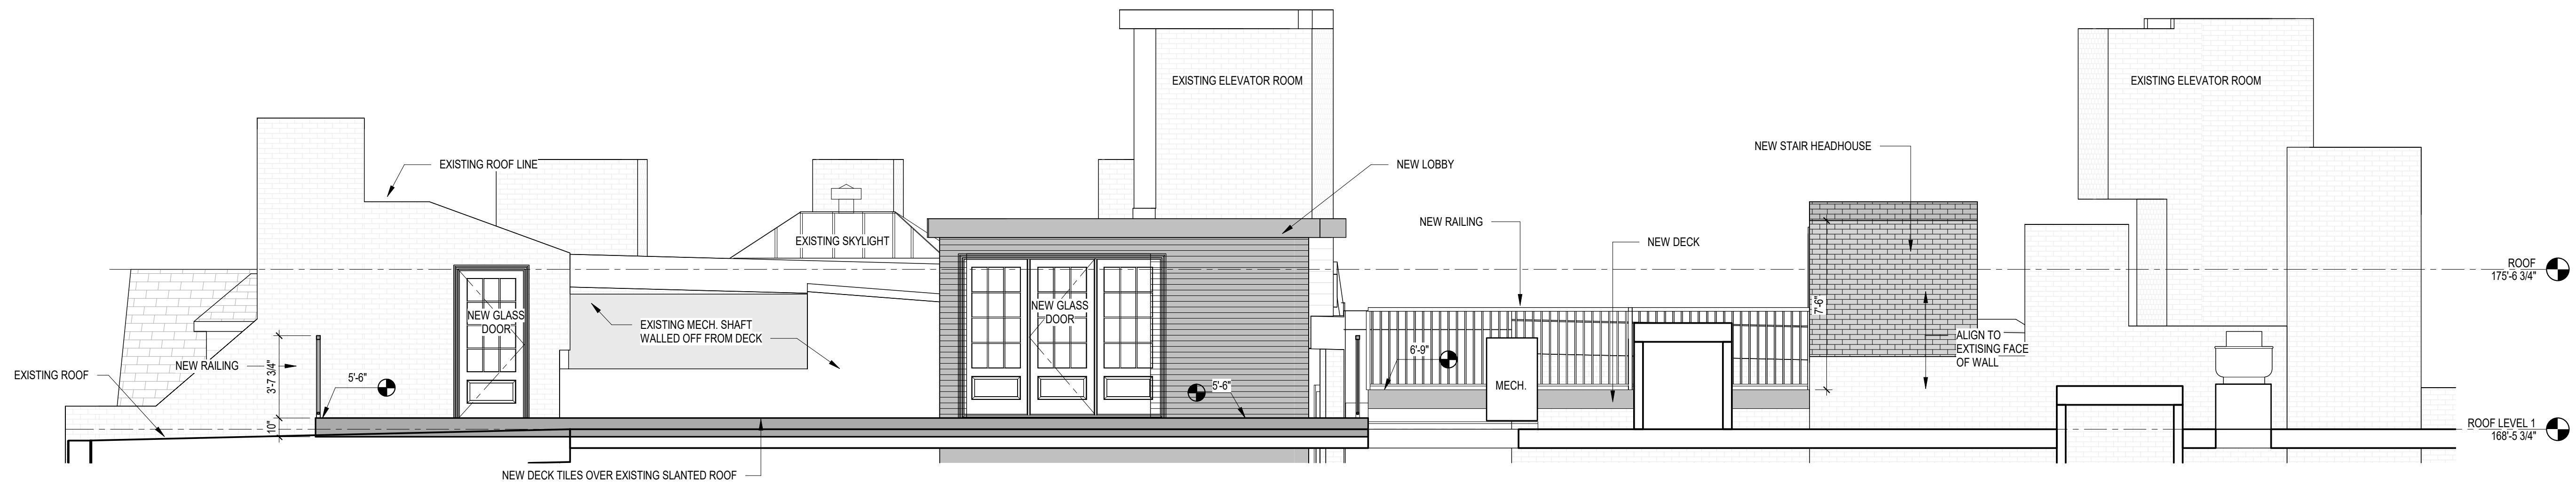 EXISTING ELEVATOR ROOM
EXISTING ELEVATOR ROOM
EXISTING ROOF LINE
NEW LOBBY
NEW STAIR HEADHOUSE
NEW RAILING
NEW DECK
EXISTING SKYLIGHT
ROOF
175'-6 3/4"
NEW GLASS
DOOR
NEW GLASS
DOOR
EXISTING MECH. SHAFT
WALLED OFF FROM DECK
7'-6"
ALIGN TO
EXTISING FACE
OF WALL
NEW RAILING
3'-7 3/4"
EXISTING ROOF
5'-6"
5'-6"
6'-9"
MECH.
10"
ROOF LEVEL 1
168'-5 3/4"
NEW DECK TILES OVER EXISTING SLANTED ROOF